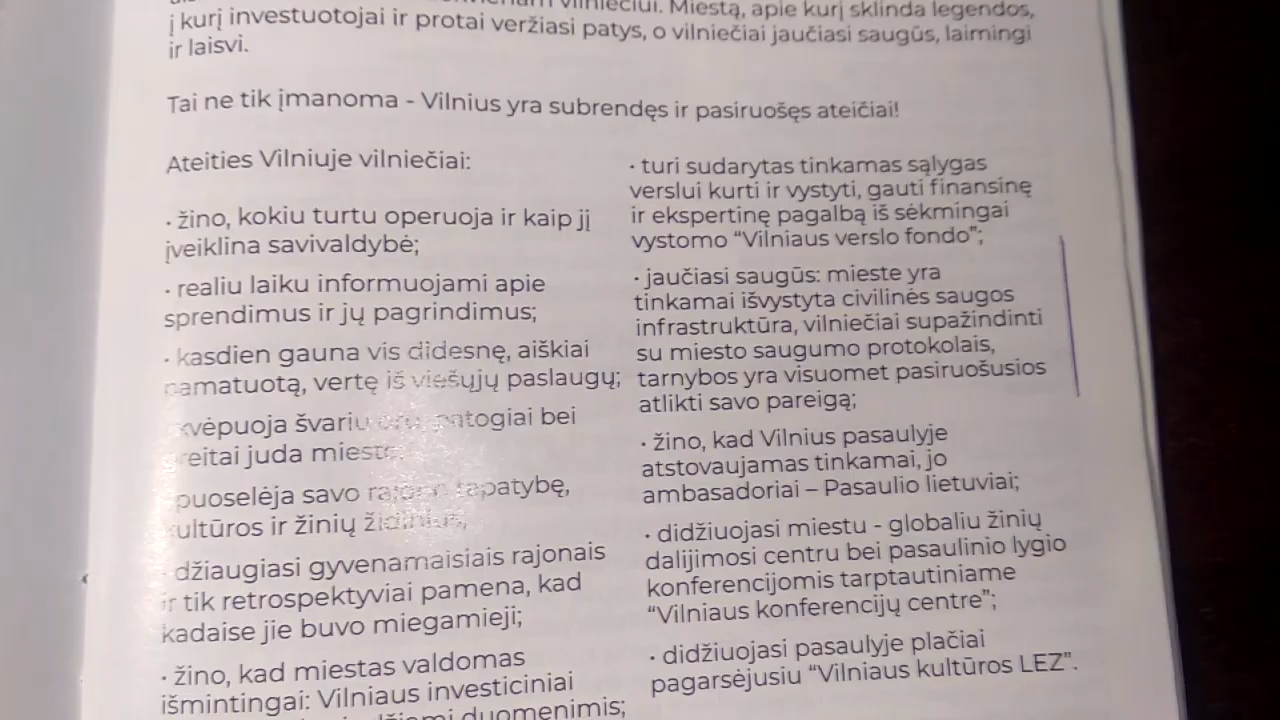 vilniečiui. Miestą, apie kurį sklinda legendos,
į kurį investuotojai ir protai veržiasi patys, o vilniečiai jaučiasi saugūs, laimingi
ir laisvi.
Tai ne tik įmanoma - Vilnius yra subrendęs ir pasiruošęs ateičiai!
Ateities Vilniuje vilniečiai:
· žino, kokiu turtu operuoja ir kaip jį
įveiklina savivaldybė;
· realiu laiku informuojami apie
sprendimus ir jų pagrindimus;
· kasdien gauna vis didesnę, aiškiai
pamatuotą, vertę iš viešųjų paslaugų;
kvėpuoja švariu oru, patogiai bei
greitai juda mieste;
puoselėja savo rajono tapatybę,
kultūros ir žinių židinius;
· džiaugiasi gyvenamaisiais rajonais
ir tik retrospektyviai pamena, kad
kadaise jie buvo miegamieji;
· žino, kad miestas valdomas
išmintingai: Vilniaus investiciniai
duomenimis;
· turi sudarytas tinkamas sąlygas
verslui kurti ir vystyti, gauti finansinę
ir ekspertinę pagalbą iš sėkmingai
vystomo “Vilniaus verslo fondo”;
· jaučiasi saugūs: mieste yra
tinkamai išvystyta civilinės saugos
infrastruktūra, vilniečiai supažindinti
su miesto saugumo protokolais,
tarnybos yra visuomet pasiruošusios
atlikti savo pareigą;
· žino, kad Vilnius pasaulyje
atstovaujamas tinkamai, jo
ambasadoriai – Pasaulio lietuviai;
· didžiuojasi miestu - globaliu žinių
dalijimosi centru bei pasaulinio lygio
konferencijomis tarptautiniame
“Vilniaus konferencijų centre”;
· didžiuojasi pasaulyje plačiai
pagarsėjusiu “Vilniaus kultūros LEZ”.